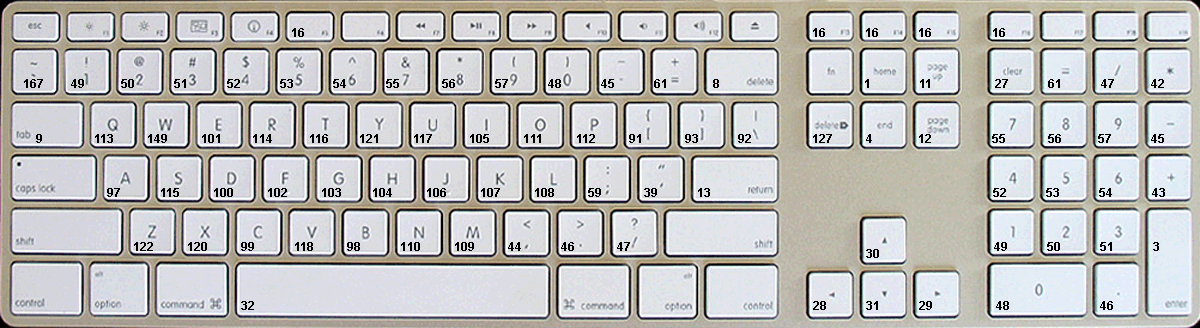 esc F1 F2 F3 F4 16 F5 F6 F7 F8 F9 F10 F11 F12 16 F13 16 F14 16 F15 16 F16 F17 F18 F19
~ 167 ! 49 1 @ 50 2 # 51 3 $ 52 4 % 53 5 ^ 54 6 & 55 7 * 56 8 ( 57 9 ) 48 0 - 45 - + 61 = 8 delete fn home 1 page up 11 clear 27 = 61 / 47 * 42
tab 9 Q 113 W 149 E 101 R 114 T 116 Y 121 U 117 I 105 O 111 P 112 { 91 [ } 93 ] | 92 \ delete 127 end 4 page down 12 7 55 8 56 9 57 - 45
caps lock A 97 S 115 D 100 F 102 G 103 H 104 J 106 K 107 L 108 : 59 ; " 39 , 13 return 4 52 5 53 6 54 + 43
shift Z 122 X 120 C 99 V 118 B 98 N 110 M 109 < 44 , > 46 . ? 47 / shift 30 1 49 2 50 3 51 3 enter
control alt option command ⌘ 32 ⌘ command alt option control 28 31 29 0 48 . 46